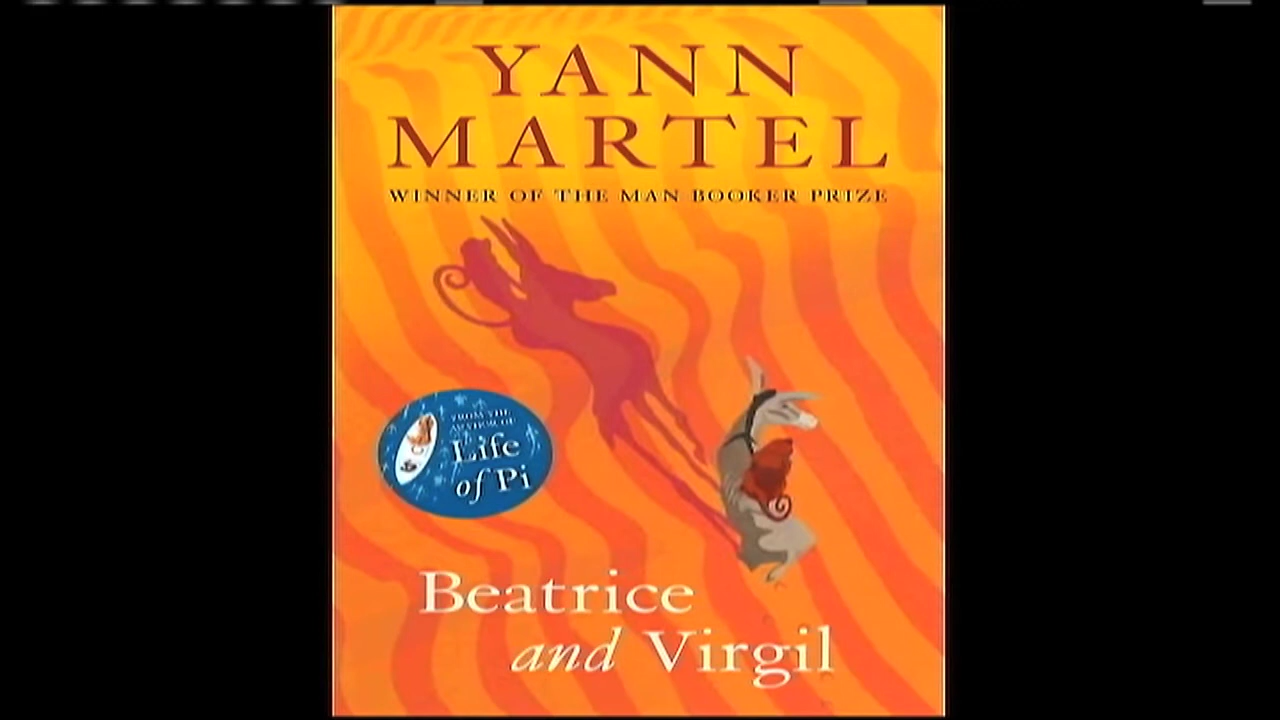 YANN
MARTEL
WINNER OF THE MAN BOOKER PRIZE
FROM THE
AUTHOR OF
Life
of Pi
Beatrice
and Virgil